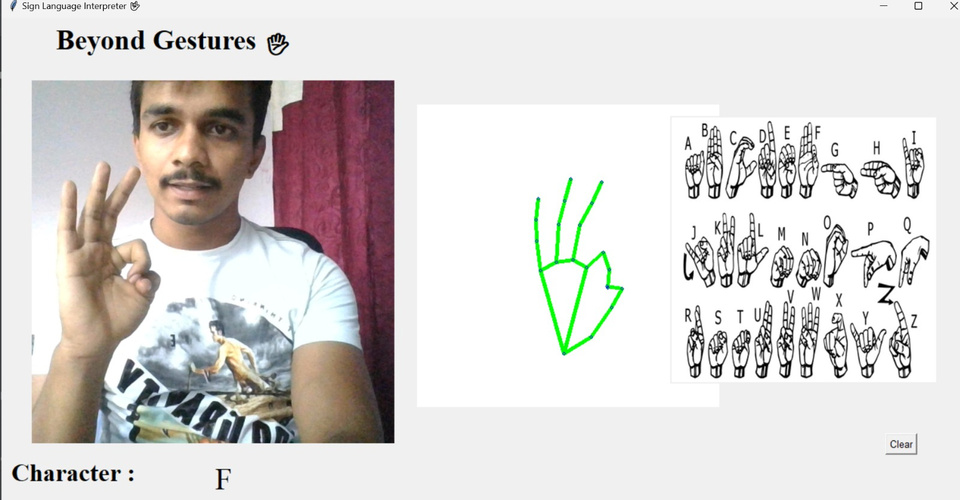 Sign Language Interpreter
Beyond Gestures
A B C D E F G H I
J K L M N O P Q
R S T U V W X Y Z
Z
Clear
Character : F